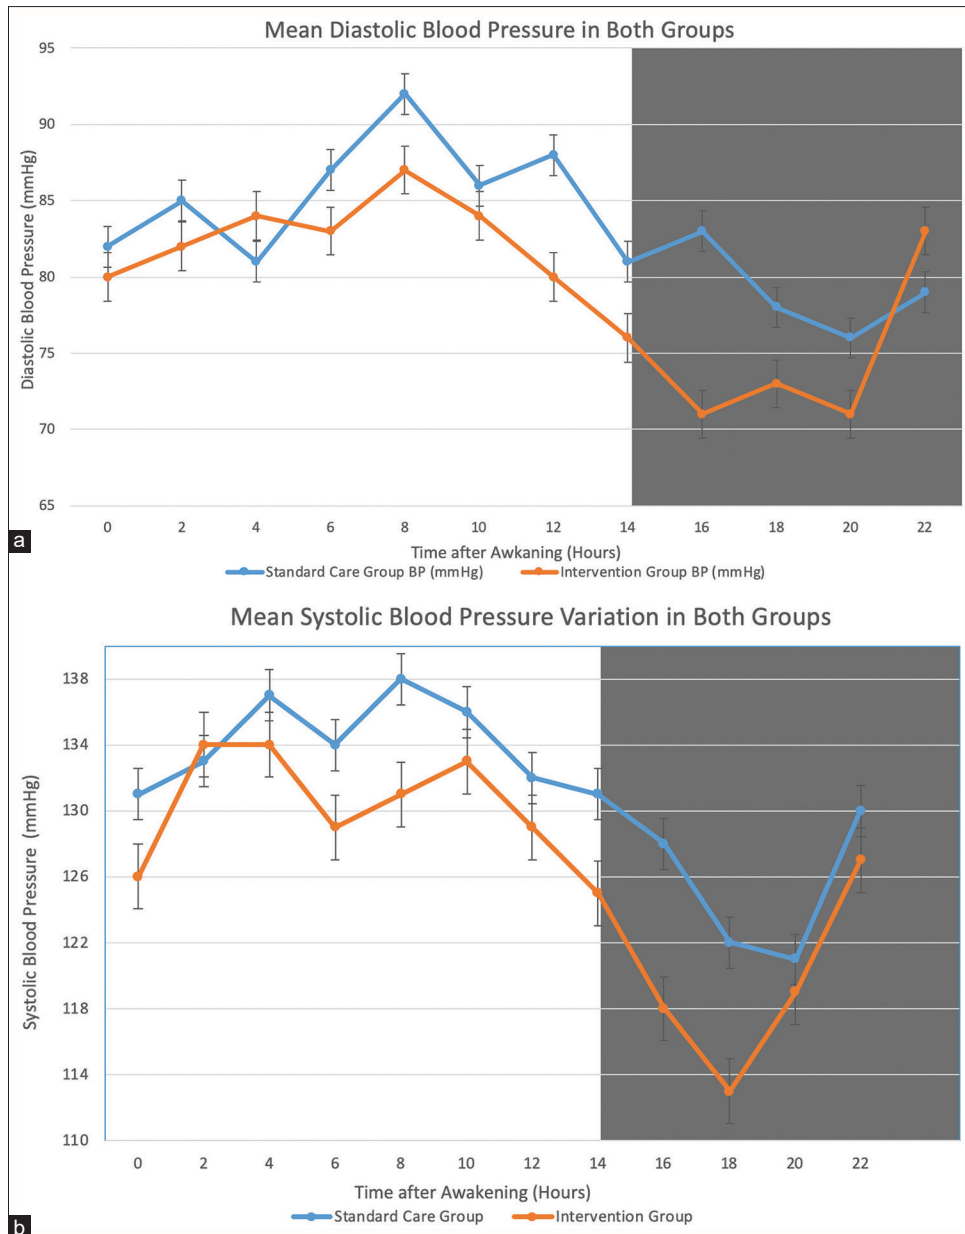 Mean Diastolic Blood Pressure in Both Groups
95
90
85
80
75
70
65
Diastolic Blood Pressure (mmHg)
0 2 4 6 8 10 12 14 16 18 20 22
Time after Awkaning (Hours)
Standard Care Group BP (mmHg) Intervention Group BP (mmHg)
a
Mean Systolic Blood Pressure Variation in Both Groups
138
134
130
126
122
118
114
110
Systolic Blood Pressure (mmHg)
0 2 4 6 8 10 12 14 16 18 20 22
Time after Awakening (Hours)
Standard Care Group Intervention Group
b